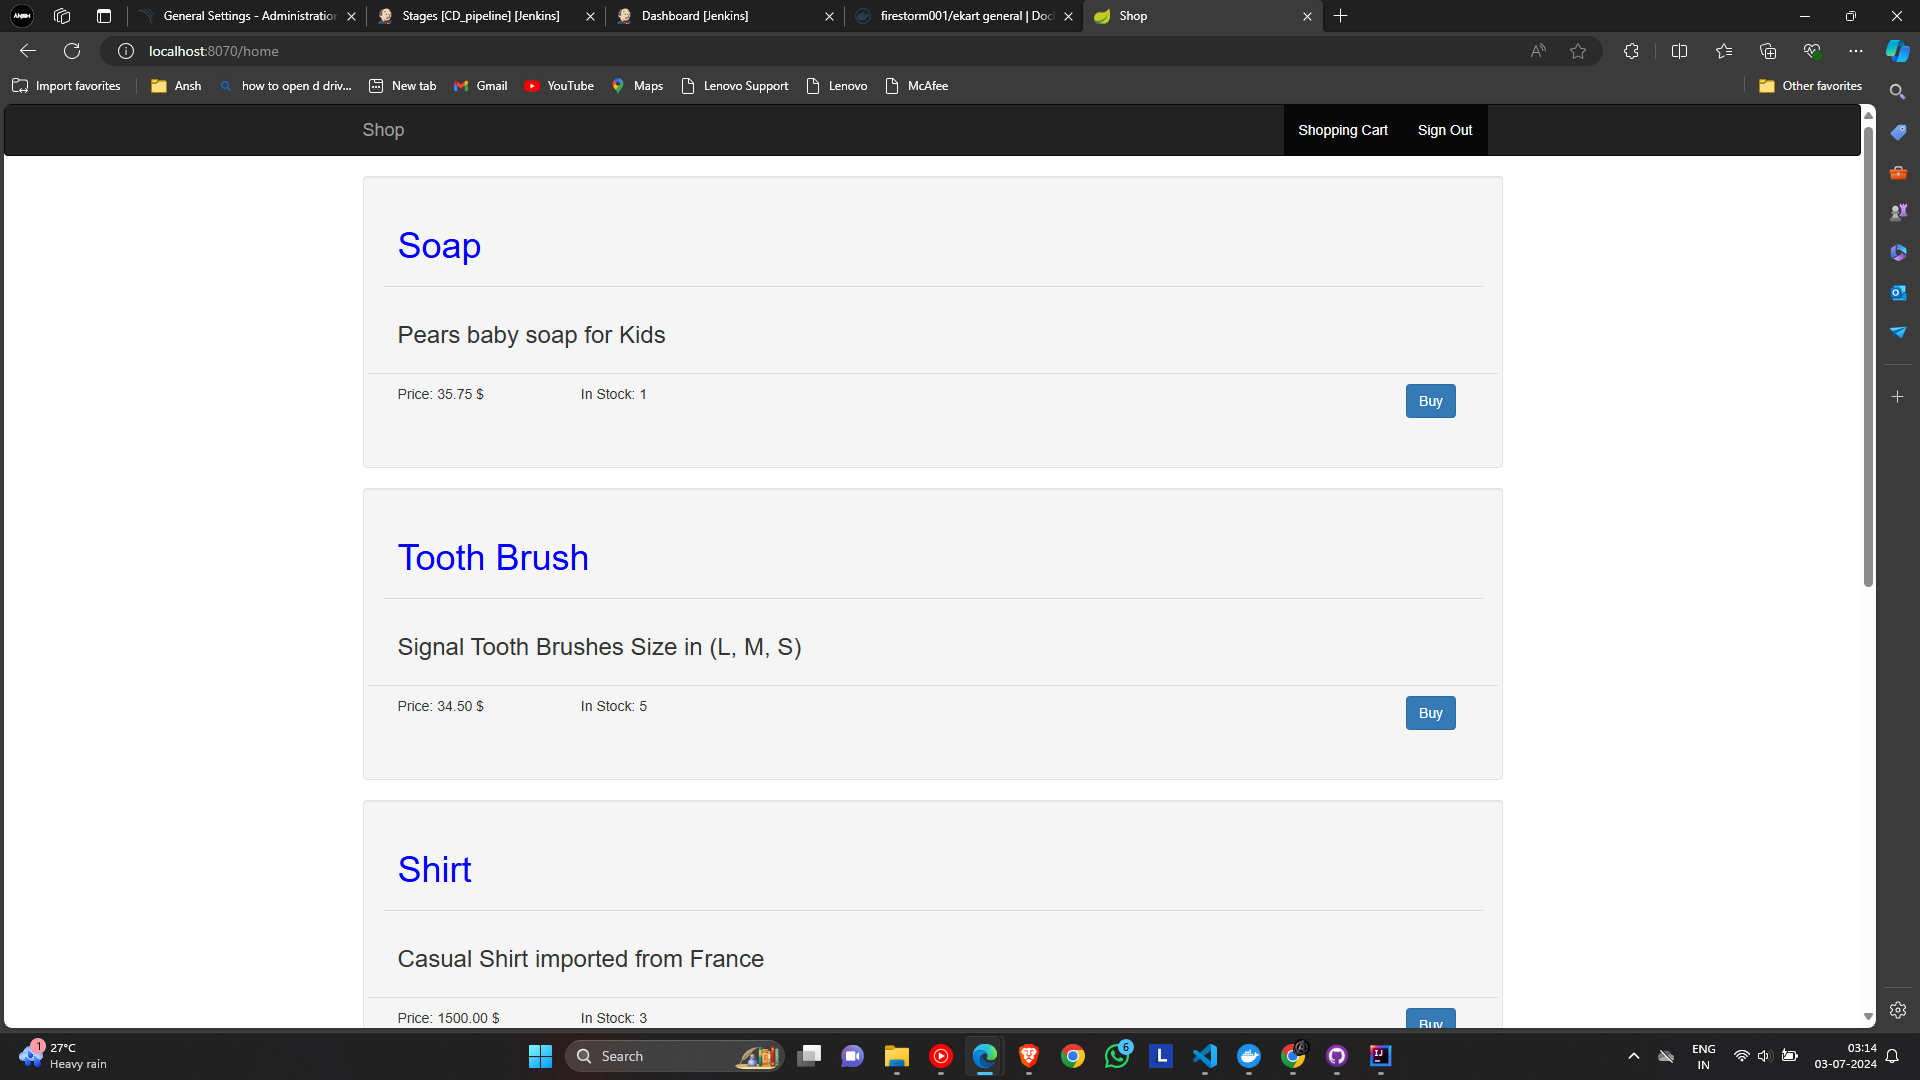 General Settings - Administration
Stages [CD_pipeline] [Jenkins]
Dashboard [Jenkins]
firestorm001/ekart general | Doc
Shop
localhost:8070/home
Import favorites
Ansh
how to open d driv...
New tab
Gmail
YouTube
Maps
Lenovo Support
Lenovo
McAfee
Other favorites
Shop
Shopping Cart
Sign Out
Soap
Pears baby soap for Kids
Price: 35.75 $
In Stock: 1
Buy
Tooth Brush
Signal Tooth Brushes Size in (L, M, S)
Price: 34.50 $
In Stock: 5
Buy
Shirt
Casual Shirt imported from France
Price: 1500.00 $
In Stock: 3
Buy
1
27°C
Heavy rain
Search
6
L
IJ
ENG
IN
03:14
03-07-2024